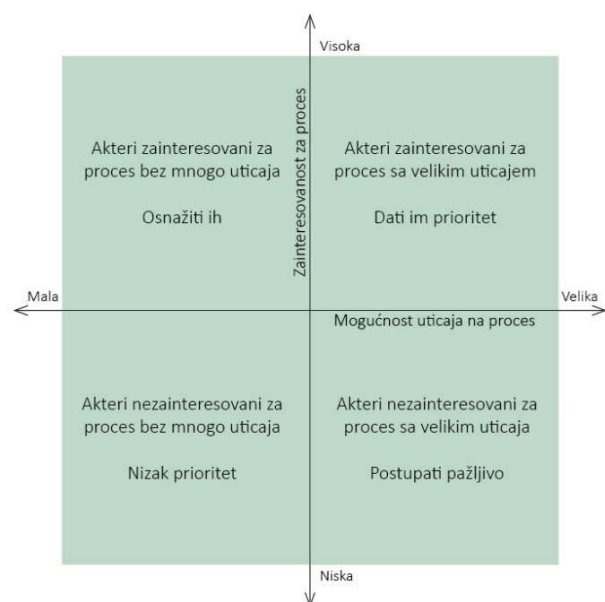 Visoka
Zainteresovanost za proces
Akteri zainteresovani za
proces bez mnogo uticaja
Osnažiti ih
Akteri zainteresovani za
proces sa velikim uticajem
Dati im prioritet
Mala
Velika
Mogućnost uticaja na proces
Akteri nezainteresovani za
proces bez mnogo uticaja
Nizak prioritet
Akteri nezainteresovani za
proces sa velikim uticaja
Postupati pažljivo
Niska